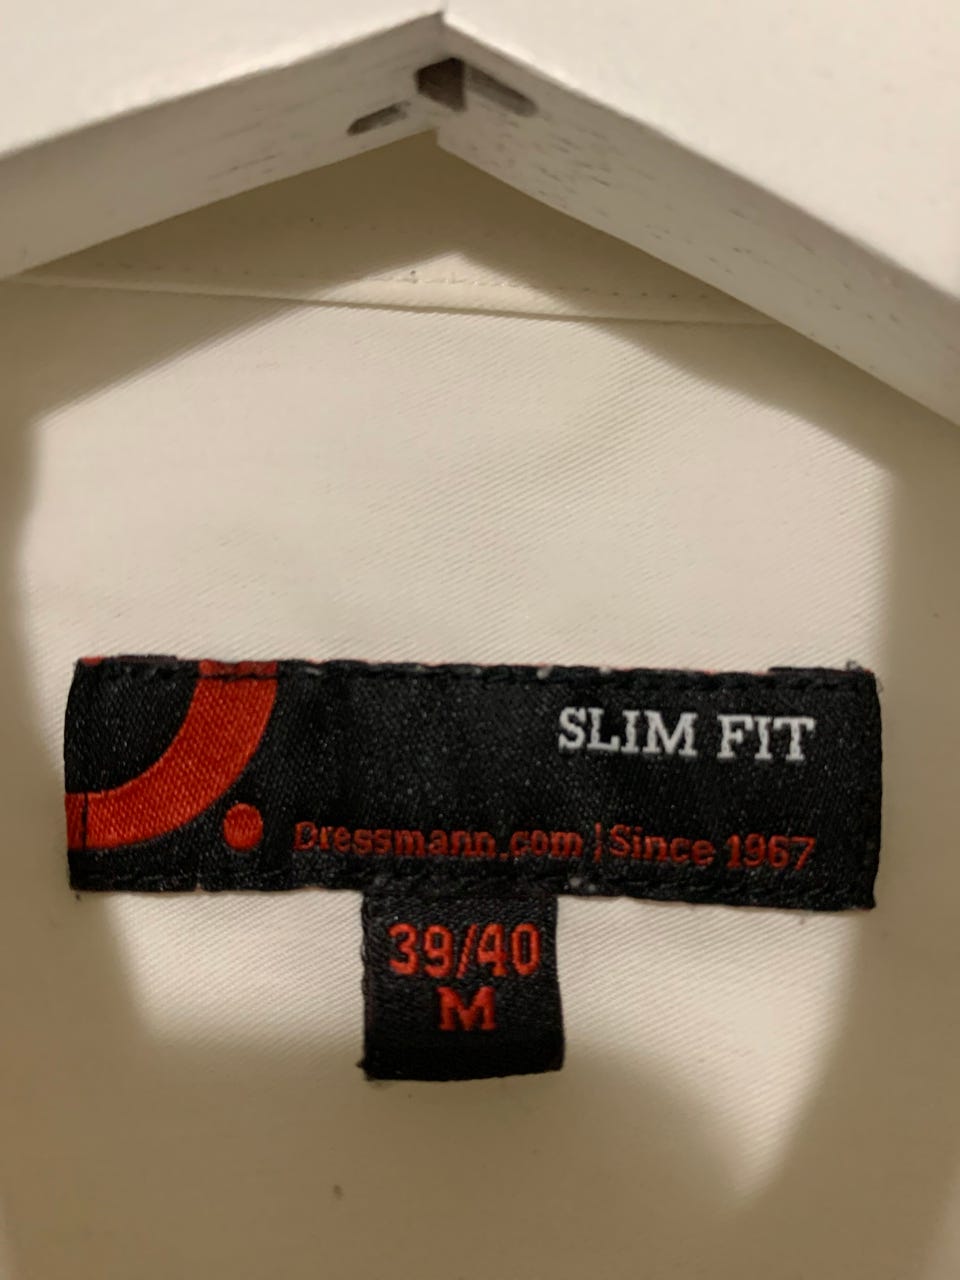 SLIM FIT
Dressmann.com | Since 1967
39/40
M